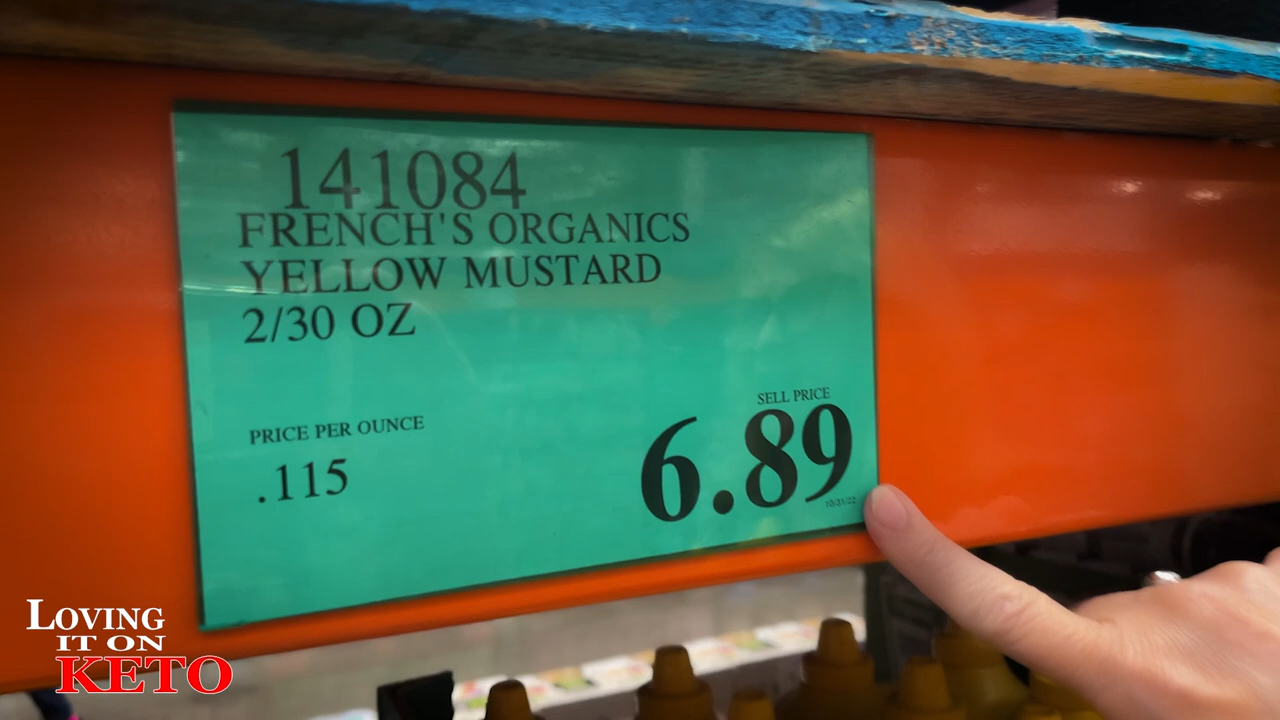 141084
FRENCH'S ORGANICS
YELLOW MUSTARD
2/30 OZ
PRICE PER OUNCE
.115
SELL PRICE
6.89
10/31/22
LOVING
IT ON
KETO